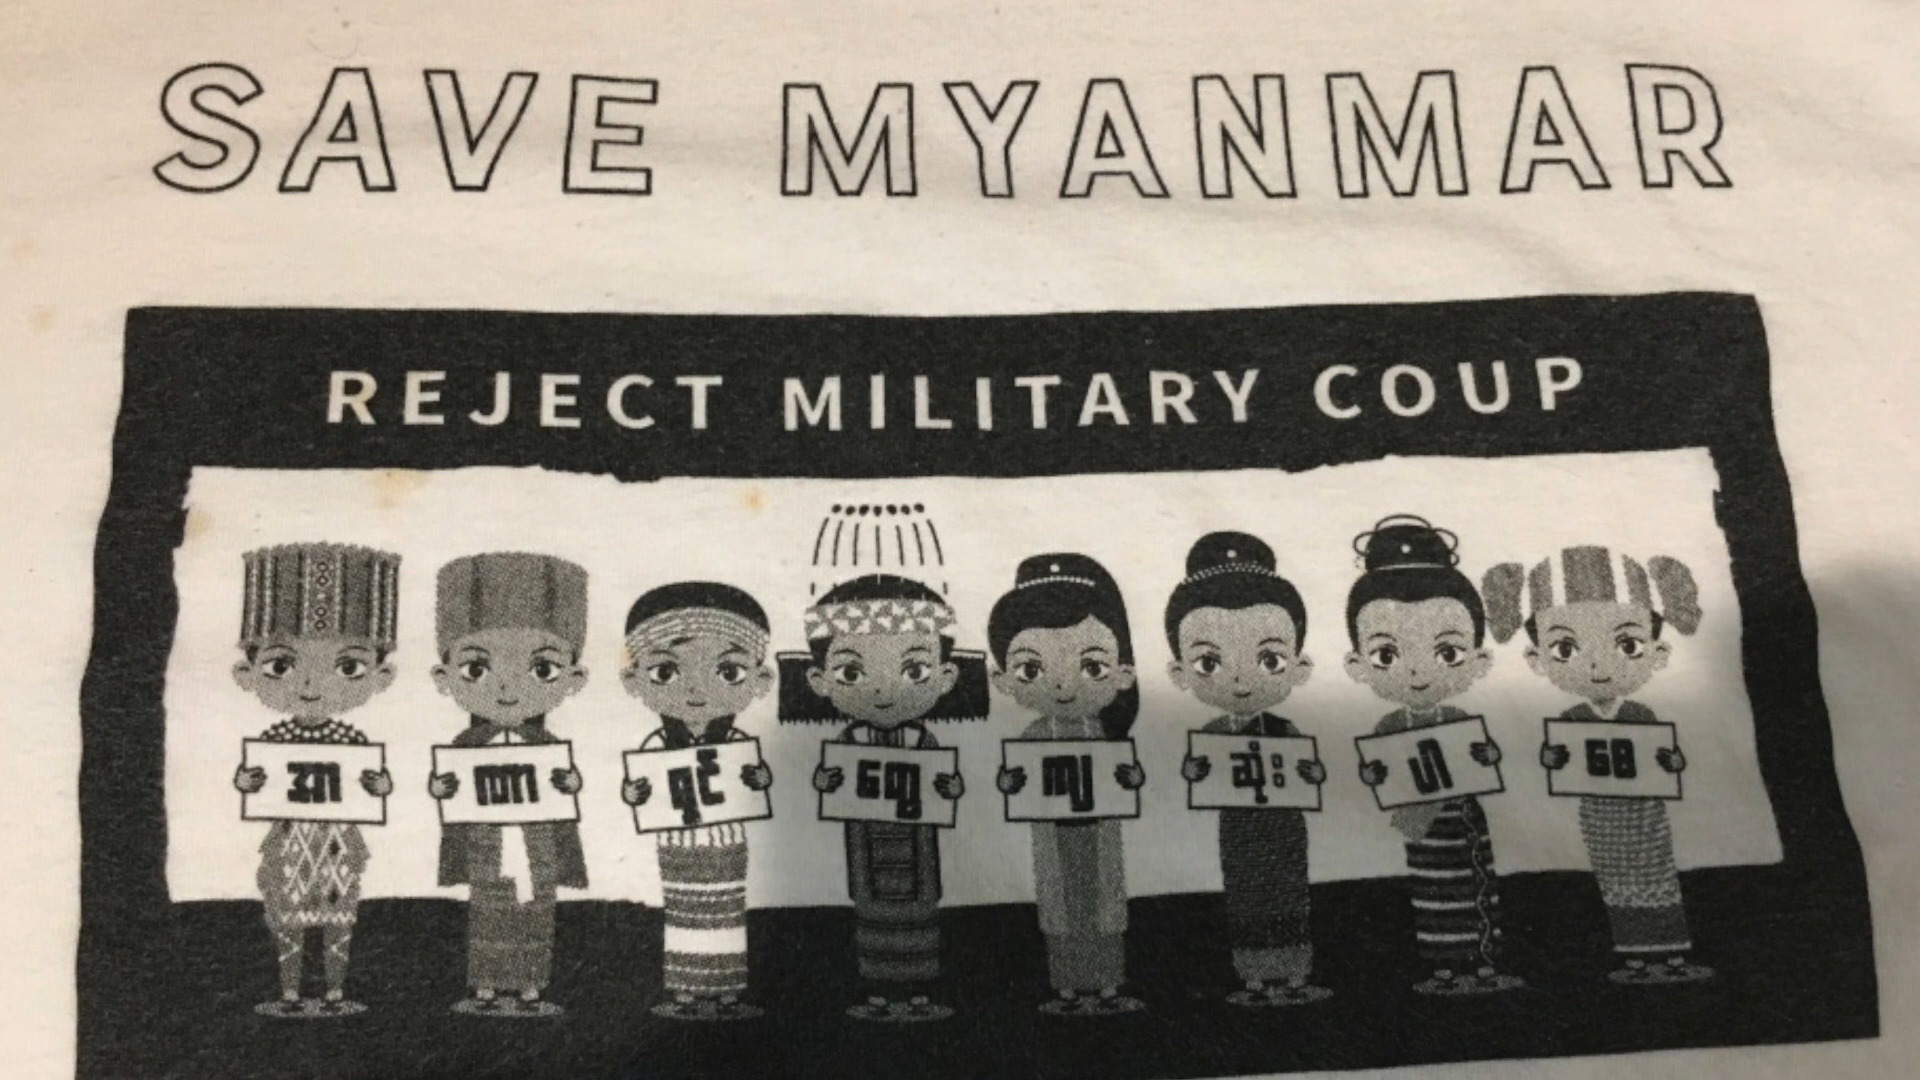 SAVE MYANMAR
REJECT MILITARY COUP
အာ ဏာ ရှင် တွေ ကျ ဆုံး ပါ စေ